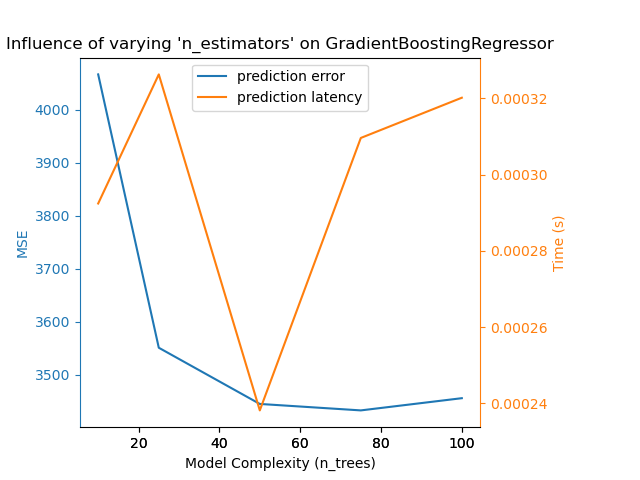 Influence of varying 'n_estimators' on GradientBoostingRegressor
prediction error
prediction latency
4000
3900
3800
3700
3600
3500
MSE
0.00032
0.00030
0.00028
0.00026
0.00024
Time (s)
20 40 60 80 100
Model Complexity (n_trees)